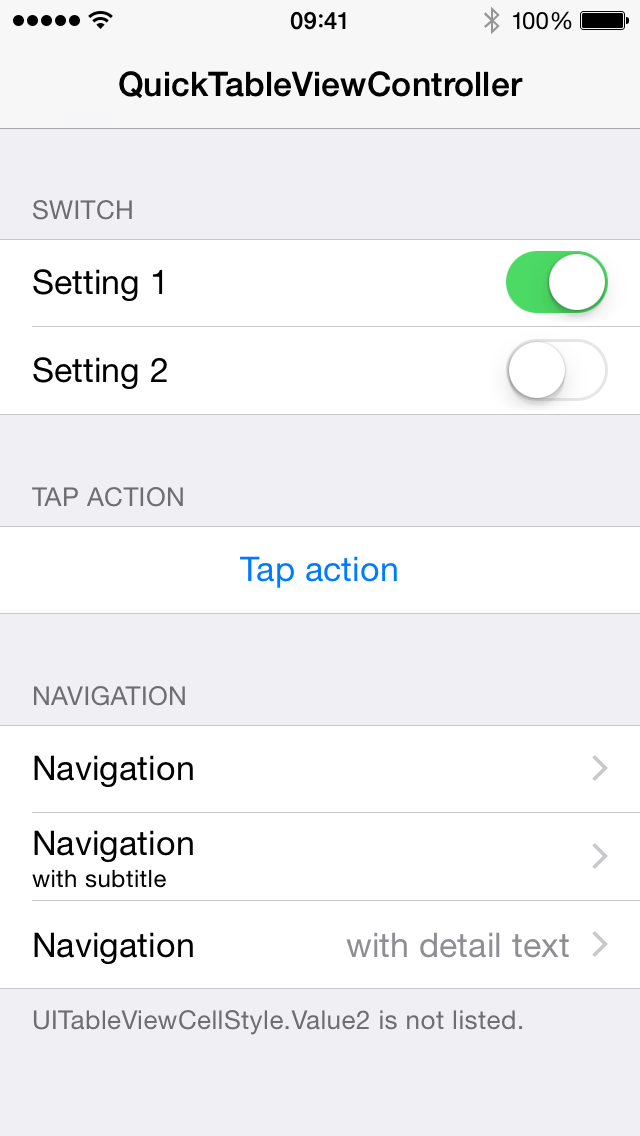 09:41
100%
QuickTableViewController
SWITCH
Setting 1
Setting 2
TAP ACTION
Tap action
NAVIGATION
Navigation
Navigation
with subtitle
Navigation with detail text
UITableViewCellStyle.Value2 is not listed.